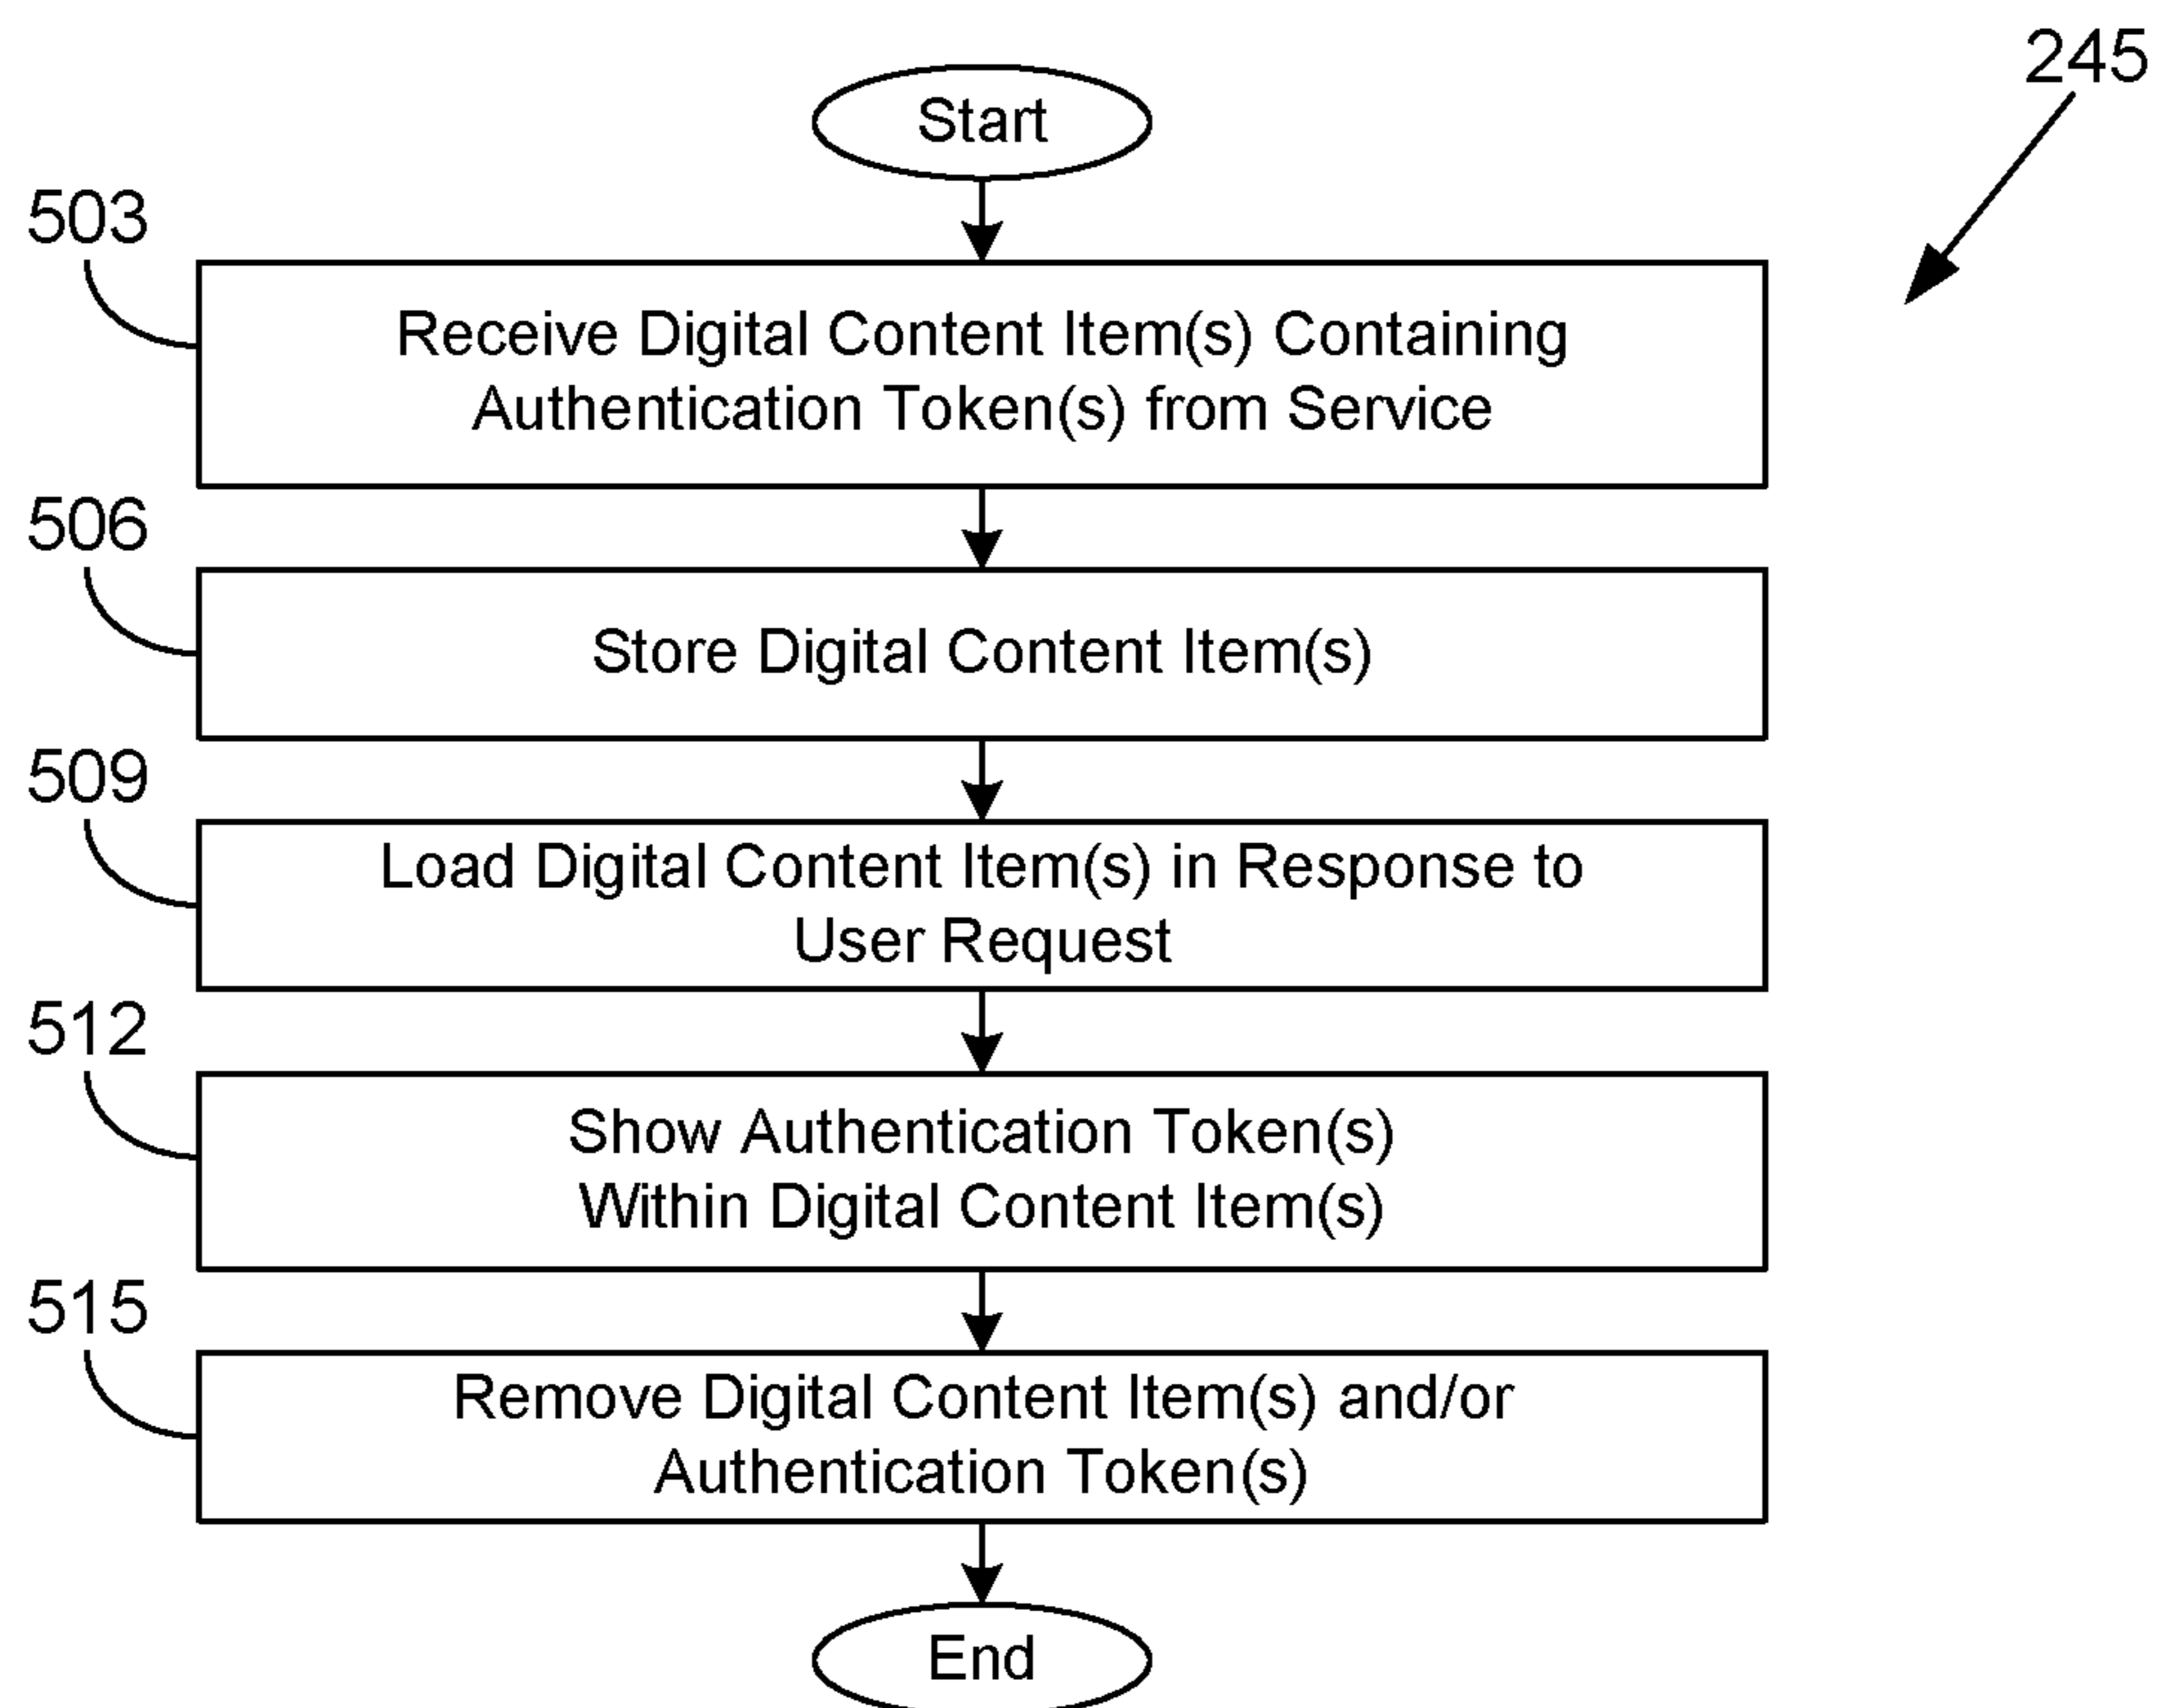 245
Start
503
Receive Digital Content Item(s) Containing
Authentication Token(s) from Service
506
Store Digital Content Item(s)
509
Load Digital Content Item(s) in Response to
User Request
512
Show Authentication Token(s)
Within Digital Content Item(s)
515
Remove Digital Content Item(s) and/or
Authentication Token(s)
End